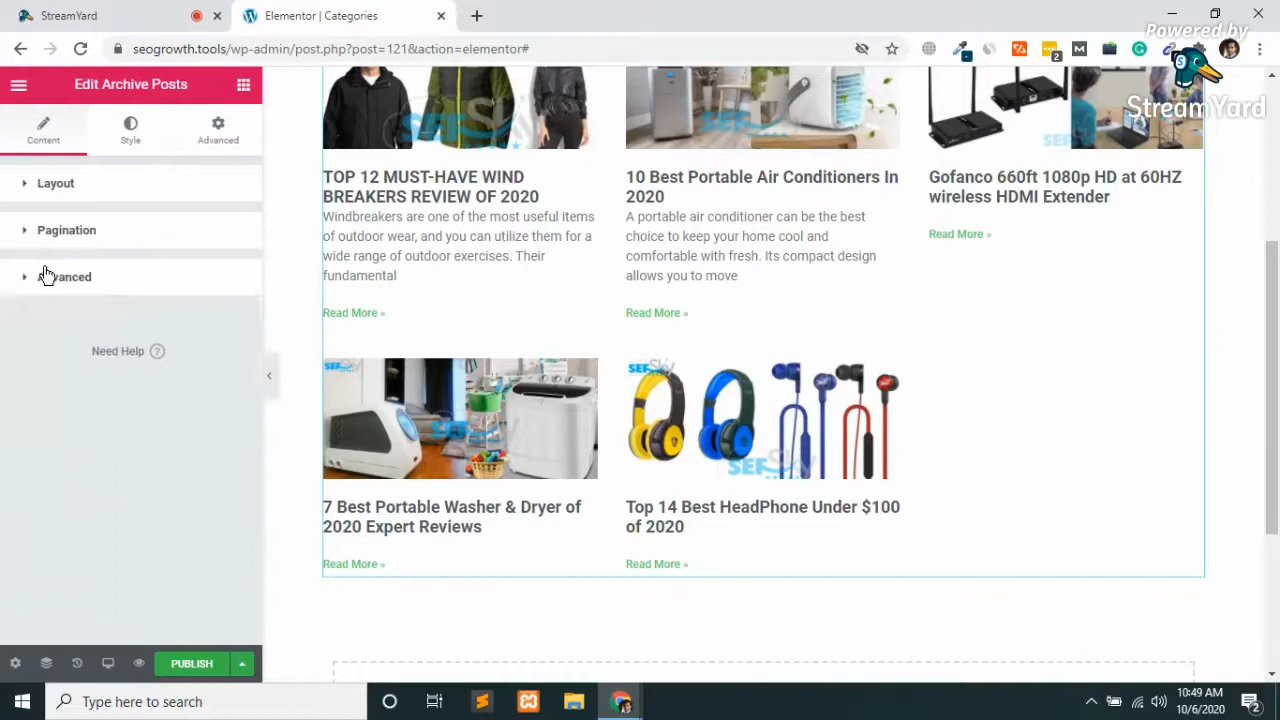 StreamYard
Elementor | Categories
Powered by
StreamYard
seogrowth.tools/wp-admin/post.php?post=121&action=elementor#
2
Edit Archive Posts
Content
Style
Advanced
Layout
Pagination
Advanced
Need Help
PUBLISH
TOP 12 MUST-HAVE WIND
BREAKERS REVIEW OF 2020
Windbreakers are one of the most useful items
of outdoor wear, and you can utilize them for a
wide range of outdoor exercises. Their
fundamental
Read More »
10 Best Portable Air Conditioners In
2020
A portable air conditioner can be the best
choice to keep your home cool and
comfortable with fresh. Its compact design
allows you to move
Read More »
Gofanco 660ft 1080p HD at 60HZ
wireless HDMI Extender
Read More »
7 Best Portable Washer & Dryer of
2020 Expert Reviews
Read More »
Top 14 Best HeadPhone Under $100
of 2020
Read More »
Type here to search
10:49 AM
10/6/2020
2